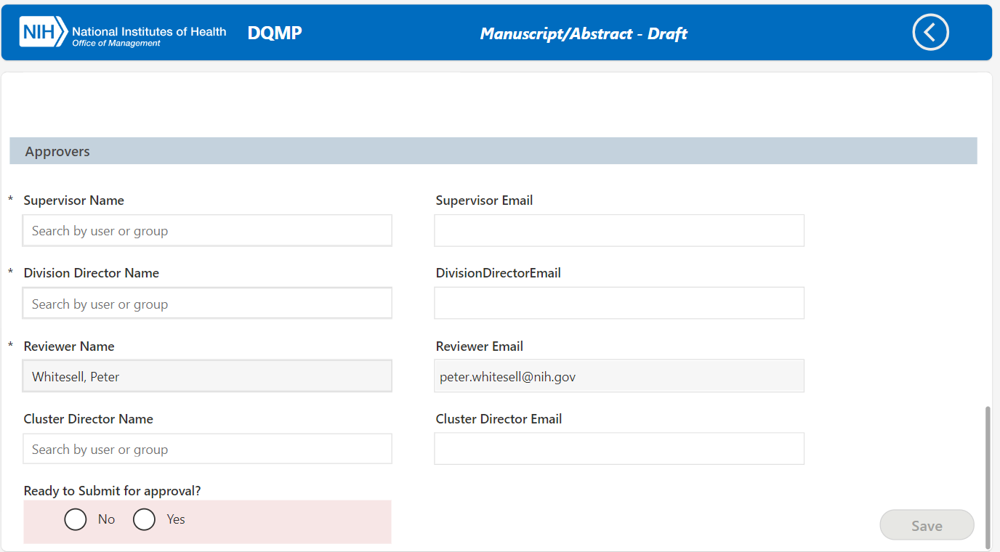 NIH National Institutes of Health
Office of Management
DQMP
Manuscript/Abstract - Draft
Approvers
* Supervisor Name
Supervisor Email
Search by user or group
* Division Director Name
DivisionDirectorEmail
Search by user or group
* Reviewer Name
Reviewer Email
Whitesell, Peter
peter.whitesell@nih.gov
Cluster Director Name
Cluster Director Email
Search by user or group
Ready to Submit for approval?
No
Yes
Save